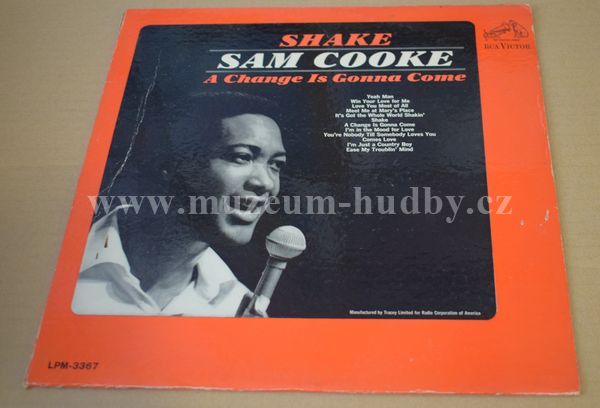 SHAKE
SAM COOKE
A Change Is Gonna Come
RCA VICTOR
Yeah Man
Win Your Love for Me
Love You Most of All
Meet Me at Mary's Place
It's Got the Whole World Shakin'
Shake
A Change Is Gonna Come
I'm in the Mood for Love
You're Nobody Till Somebody Loves You
Comes Love
I'm Just a Country Boy
Ease My Troublin' Mind
www.muzeum-hudby.cz
Manufactured by Tracey Limited for Radio Corporation of America
LPM-3367